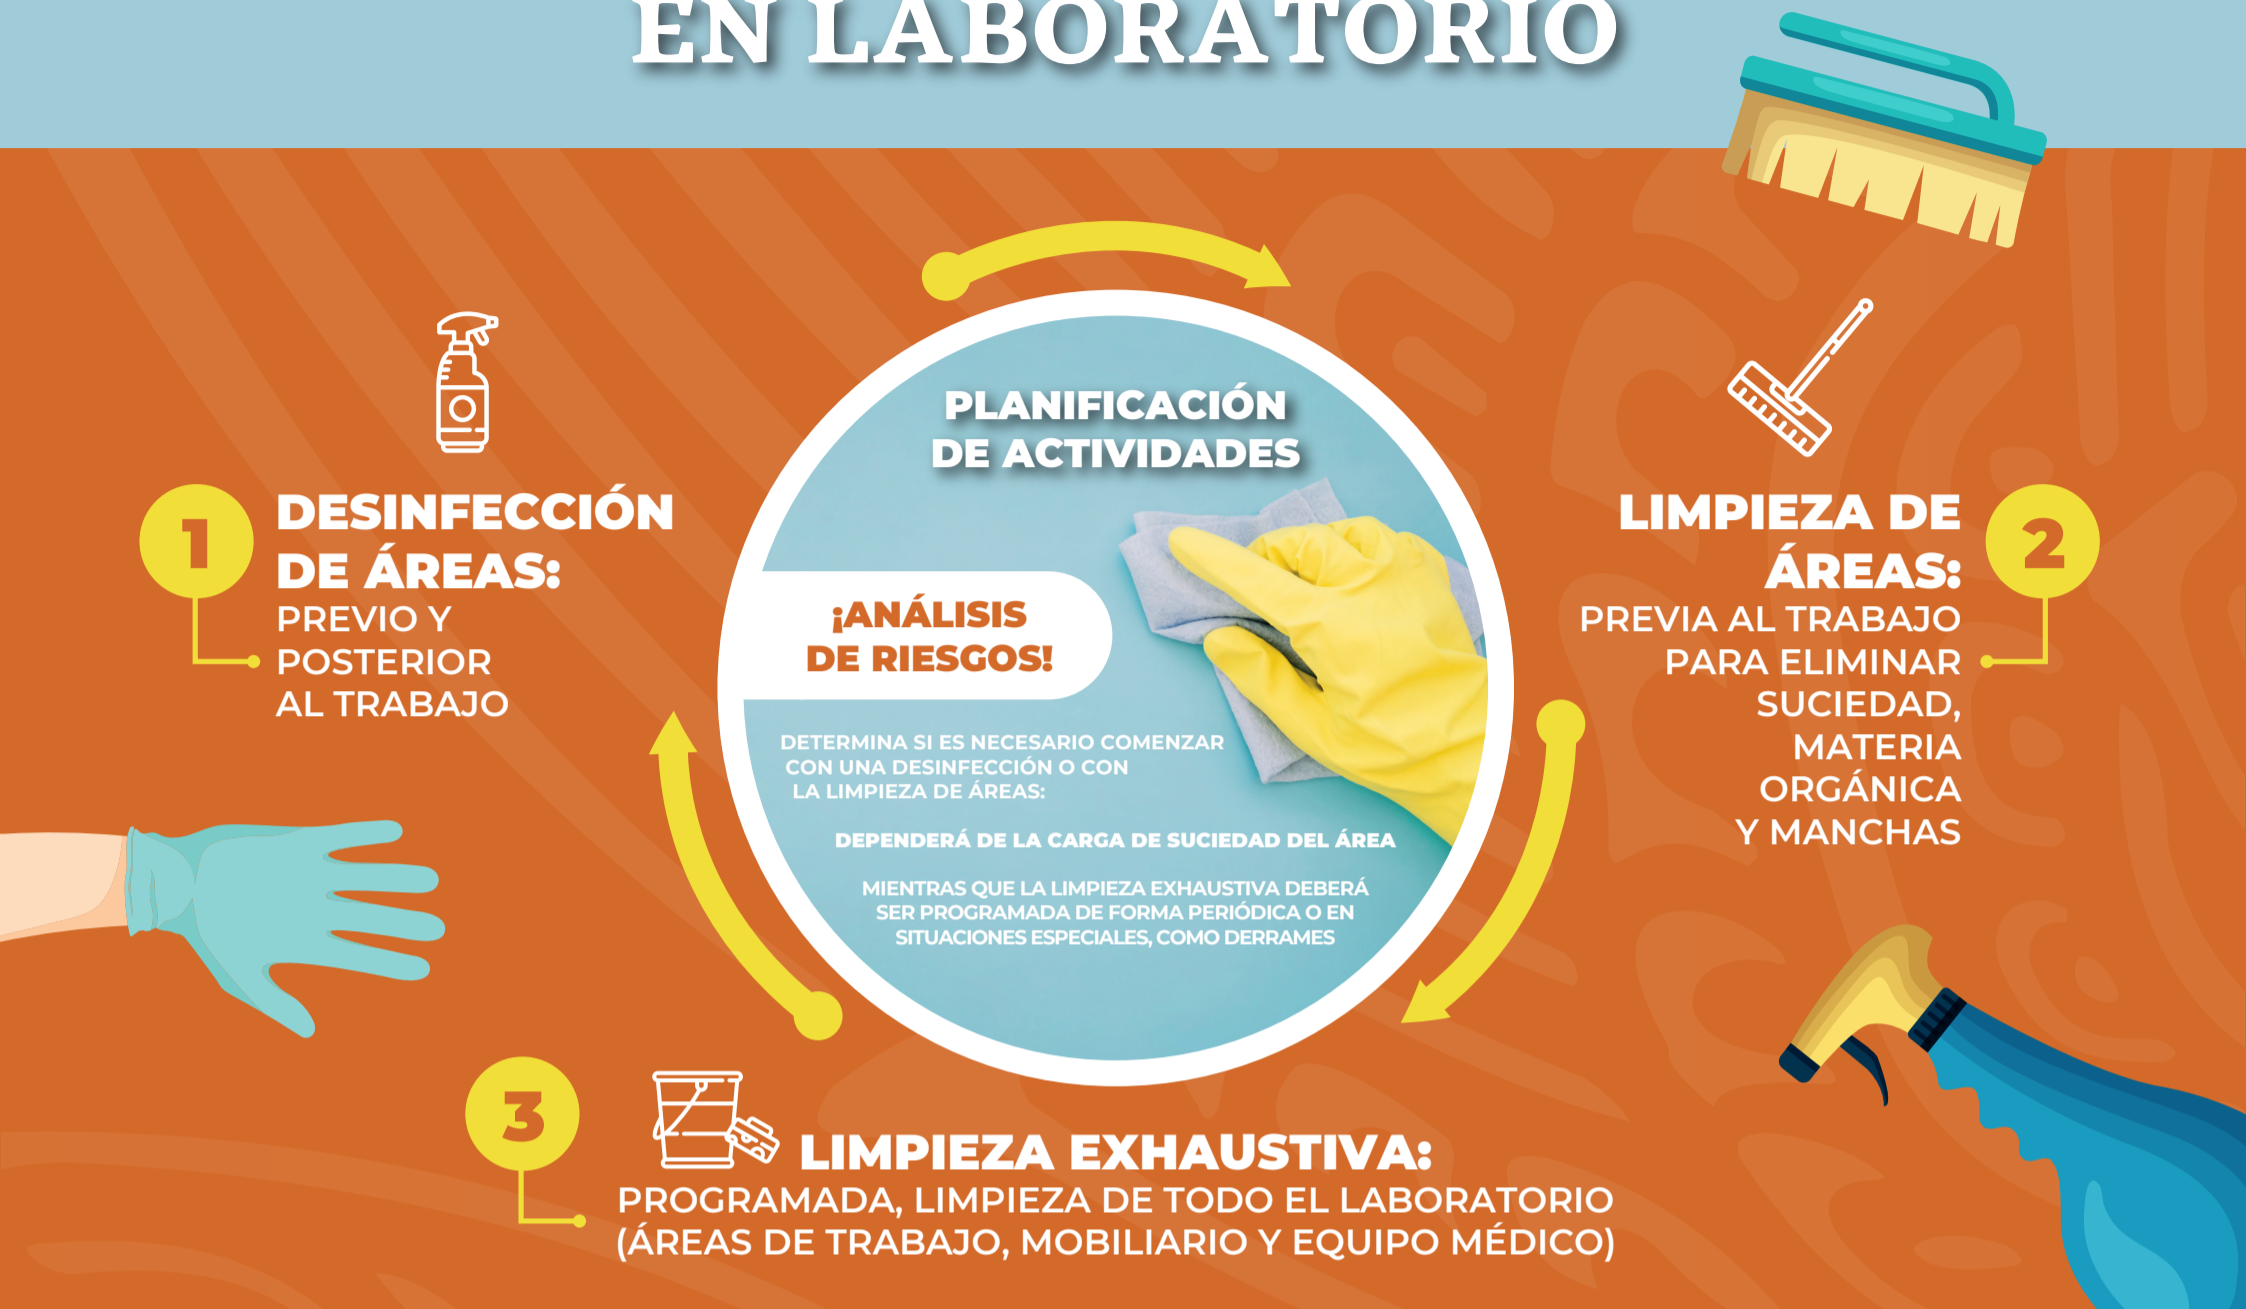 EN LABORATORIO
PLANIFICACIÓN
DE ACTIVIDADES
¡ANÁLISIS
DE RIESGOS!
DETERMINA SI ES NECESARIO COMENZAR
CON UNA DESINFECCIÓN O CON
LA LIMPIEZA DE ÁREAS:
DEPENDERÁ DE LA CARGA DE SUCIEDAD DEL ÁREA
MIENTRAS QUE LA LIMPIEZA EXHAUSTIVA DEBERÁ
SER PROGRAMADA DE FORMA PERIÓDICA O EN
SITUACIONES ESPECIALES, COMO DERRAMES
1
DESINFECCIÓN
DE ÁREAS:
PREVIO Y
POSTERIOR
AL TRABAJO
2
LIMPIEZA DE
ÁREAS:
PREVIA AL TRABAJO
PARA ELIMINAR
SUCIEDAD,
MATERIA
ORGÁNICA
Y MANCHAS
3
LIMPIEZA EXHAUSTIVA:
PROGRAMADA, LIMPIEZA DE TODO EL LABORATORIO
(ÁREAS DE TRABAJO, MOBILIARIO Y EQUIPO MÉDICO)